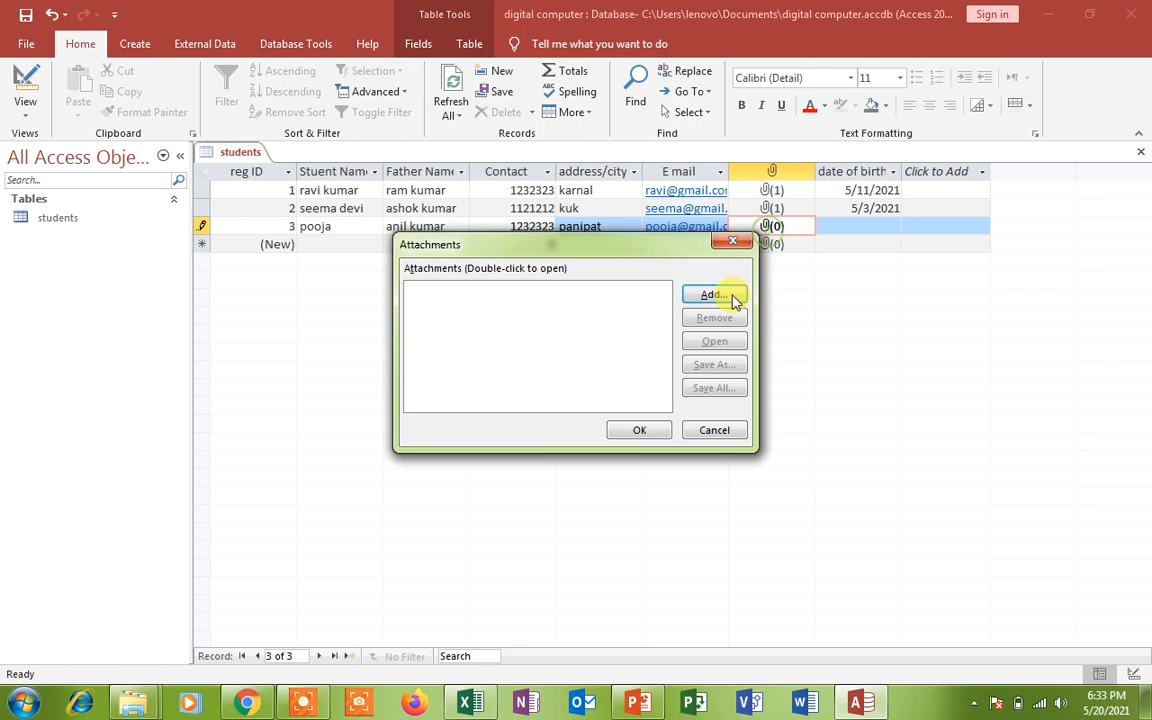 Table Tools
digital computer : Database- C:\Users\lenovo\Documents\digital computer.accdb (Access 20...
Sign in
File Home Create External Data Database Tools Help Fields Table Tell me what you want to do
View
Views
Paste
Cut
Copy
Format Painter
Clipboard
Filter
Ascending
Descending
Remove Sort
Selection
Advanced
Toggle Filter
Sort & Filter
Refresh
All
New
Save
Delete
Totals
Spelling
More
Records
Find
Replace
Go To
Select
Find
Calibri (Detail) 11
B I U A
Text Formatting
All Access Obje...
Search...
Tables
students
students
reg ID Stuent Nam Father Name Contact address/city E mail date of birth Click to Add
1 ravi kumar ram kumar 1232323 karnal ravi@gmail.co (1) 5/11/2021
2 seema devi ashok kumar 1121212 kuk seema@gmail. (1) 5/3/2021
3 pooja anil kumar 1232323 panipat pooja@gmail.c (0)
(New) (0)
Attachments
Attachments (Double-click to open)
Add...
Remove
Open
Save As...
Save All...
OK Cancel
Record: 3 of 3 No Filter Search
Ready
6:33 PM
5/20/2021